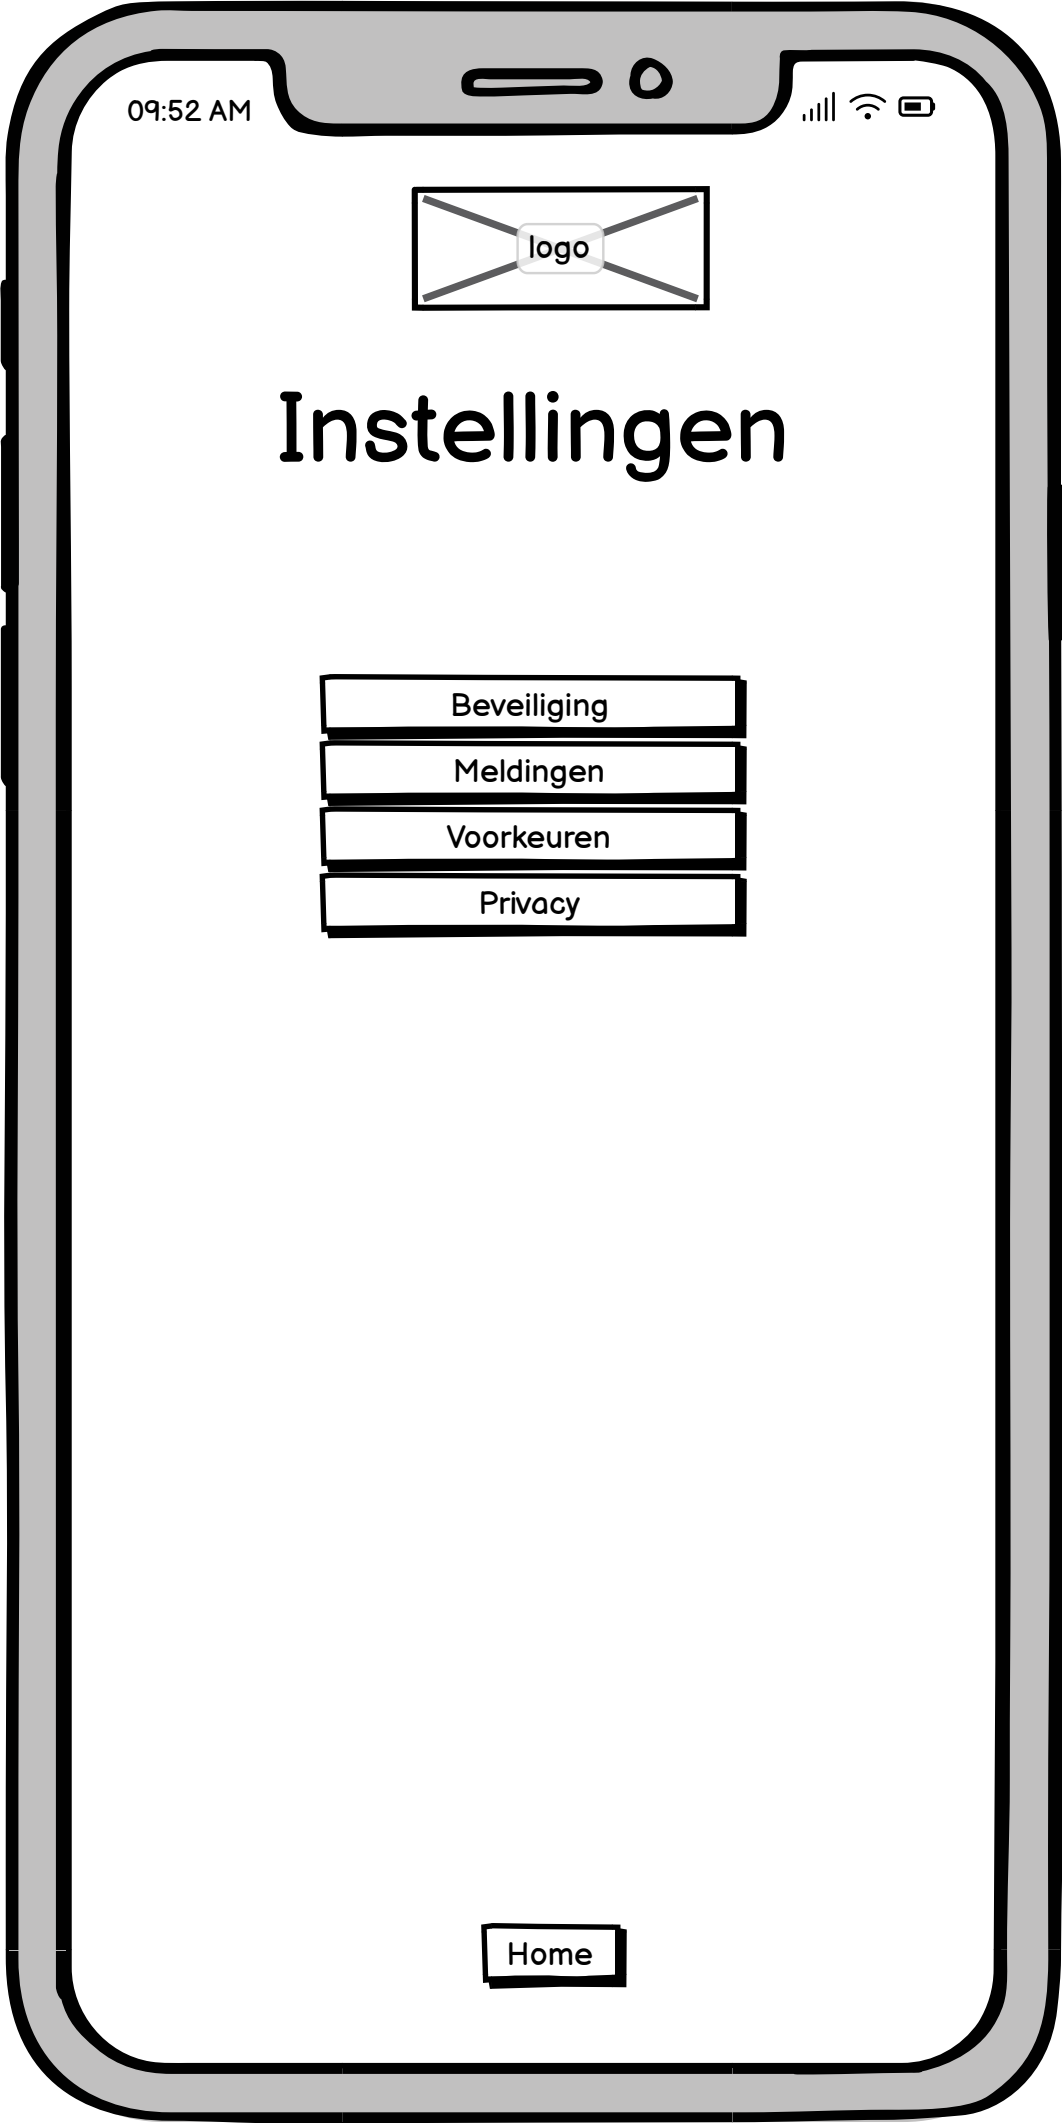 09:52 AM
logo
Instellingen
Beveiliging
Meldingen
Voorkeuren
Privacy
Home